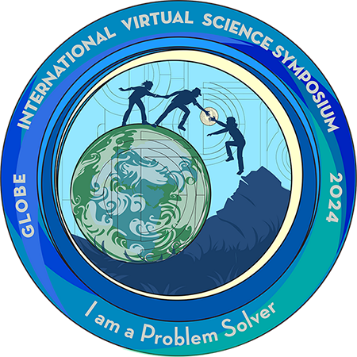 GLOBE INTERNATIONAL VIRTUAL SCIENCE SYMPOSIUM 2024
I am a Problem Solver